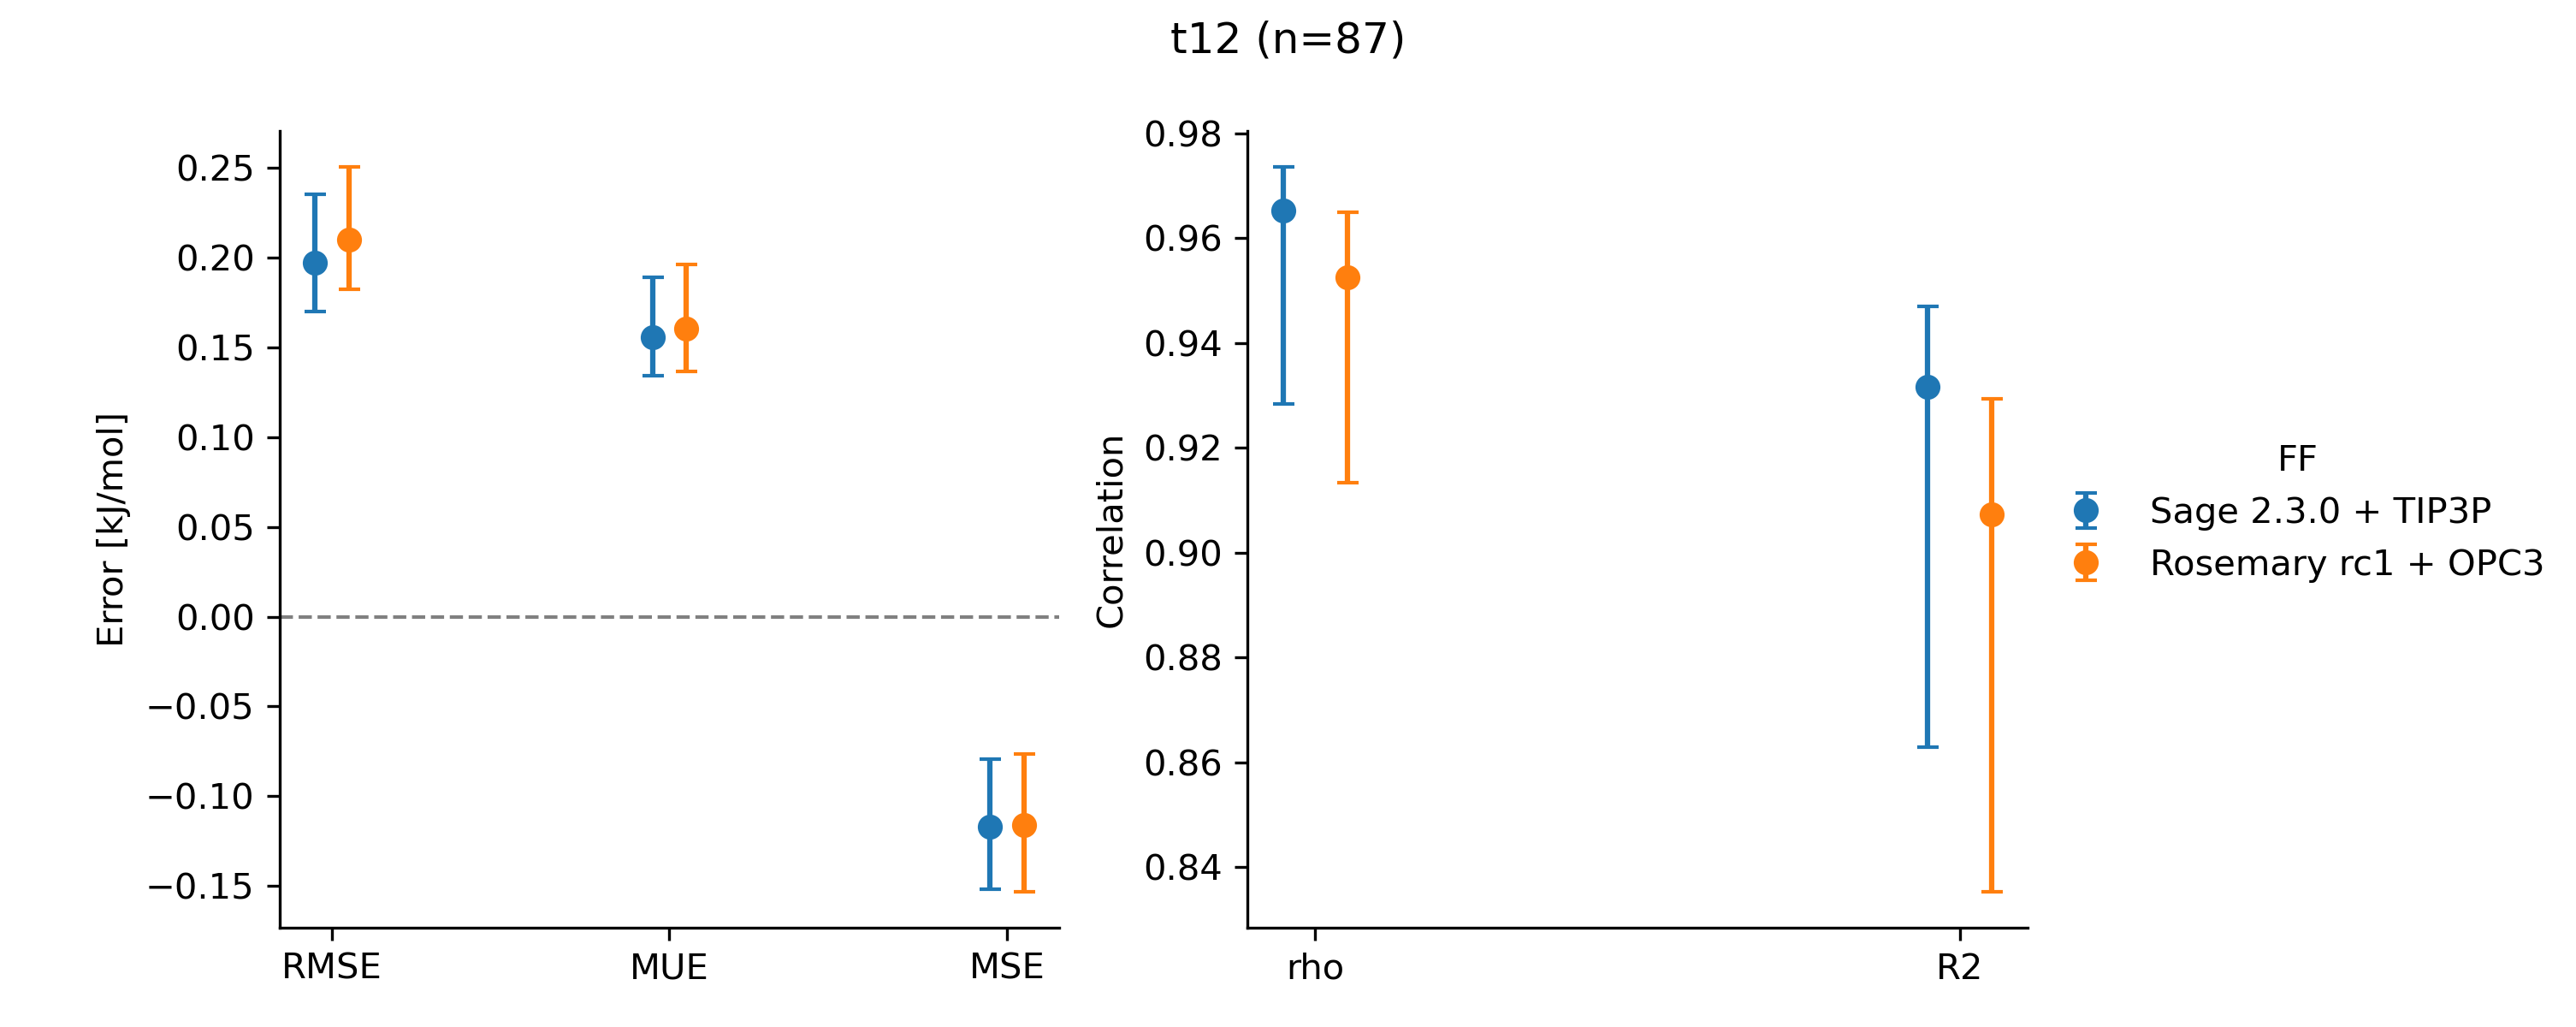 t12 (n=87)
Error [kJ/mol]
0.25
0.20
0.15
0.10
0.05
0.00
−0.05
−0.10
−0.15
RMSE
MUE
MSE
Correlation
0.98
0.96
0.94
0.92
0.90
0.88
0.86
0.84
rho
R2
FF
Sage 2.3.0 + TIP3P
Rosemary rc1 + OPC3